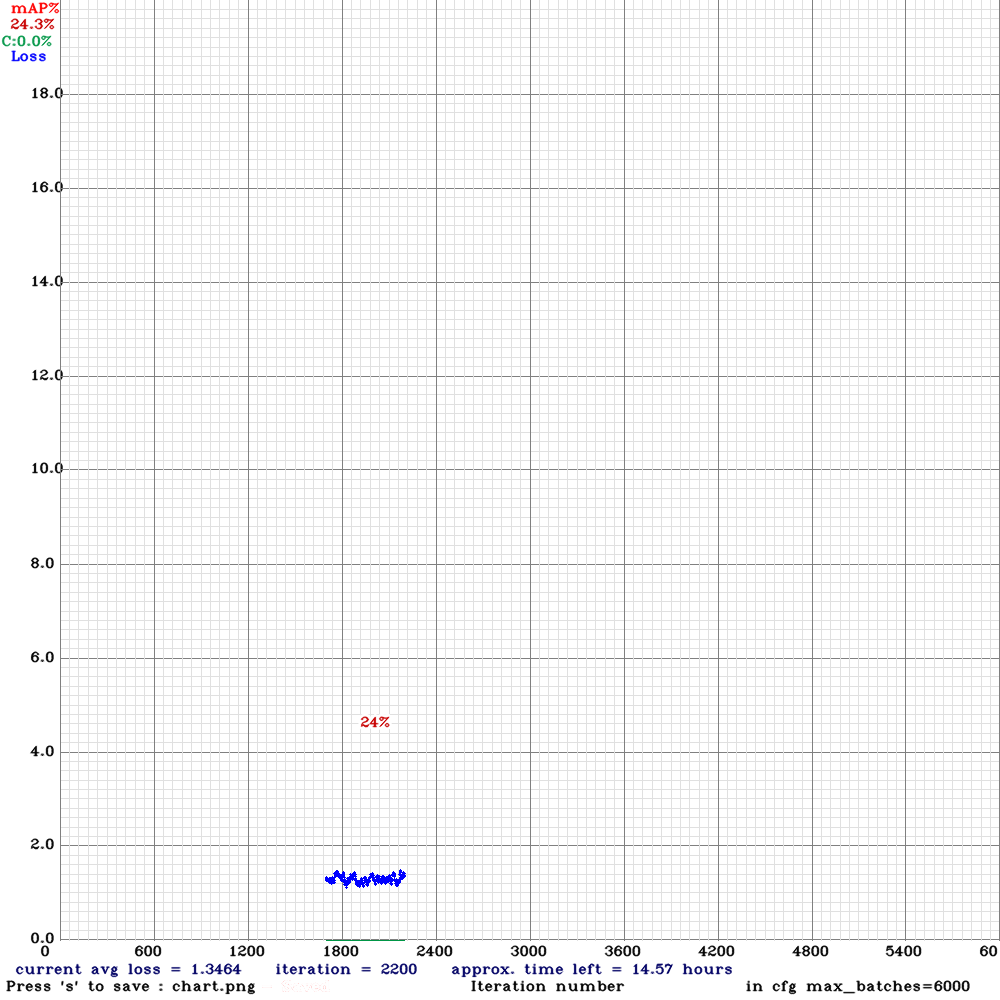 mAP%
24.3%
C:0.0%
Loss
18.0
16.0
14.0
12.0
10.0
8.0
6.0
24%
4.0
2.0
0.0
0 600 1200 1800 2400 3000 3600 4200 4800 5400 60
current avg loss = 1.3464 iteration = 2200 approx. time left = 14.57 hours
Press 's' to save : chart.png Iteration number in cfg max_batches=6000